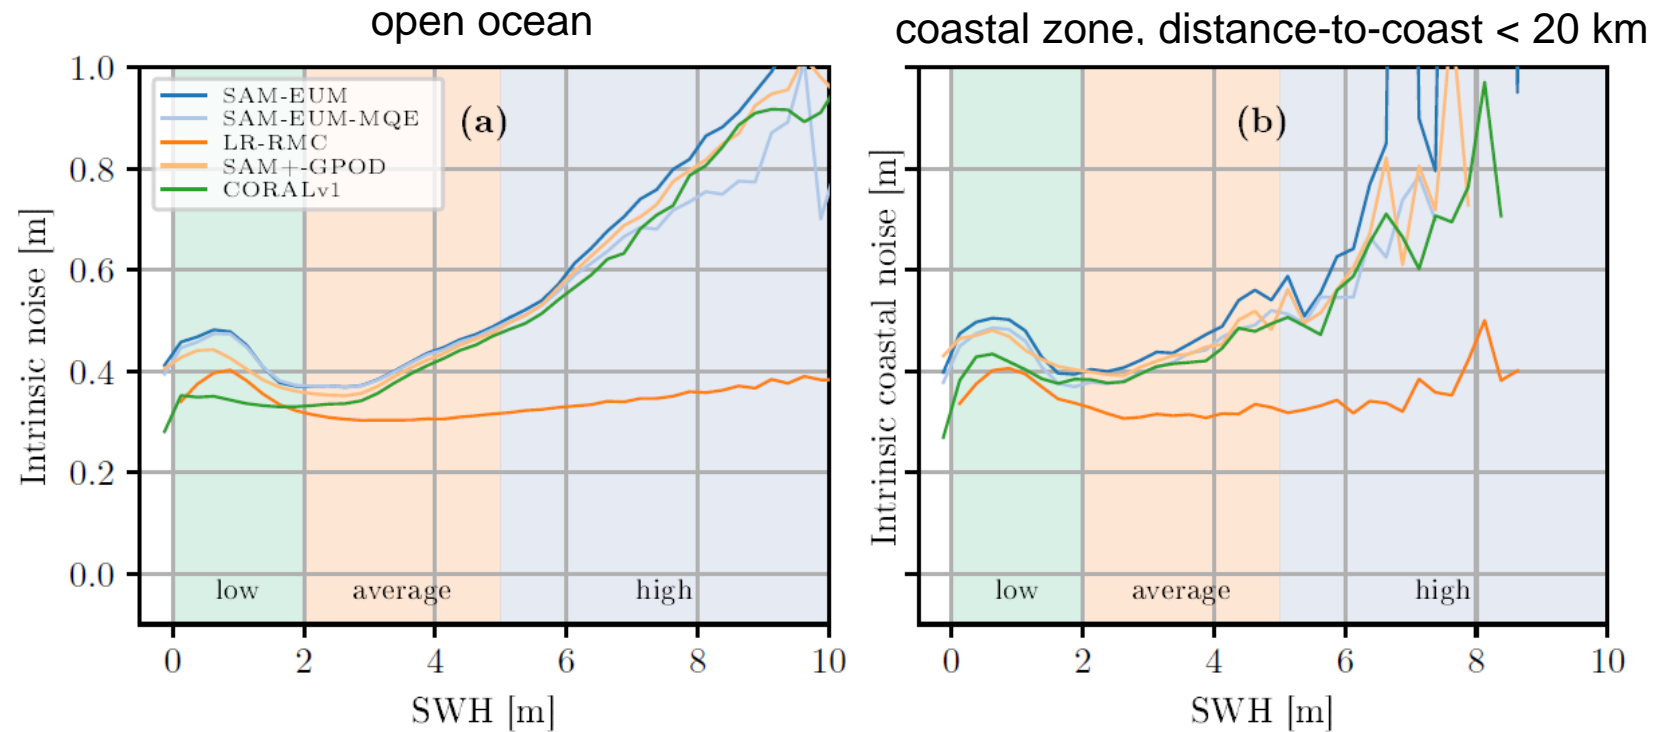 open ocean
coastal zone, distance-to-coast < 20 km
1.0
0.8
0.6
0.4
0.2
0.0
Intrinsic noise [m]
SAM-EUM
SAM-EUM-MQE
LR-RMC
SAM+-GPOD
CORALv1
(a)
low
average
high
0
2
4
6
8
10
SWH [m]
Intrinsic coastal noise [m]
(b)
low
average
high
0
2
4
6
8
10
SWH [m]